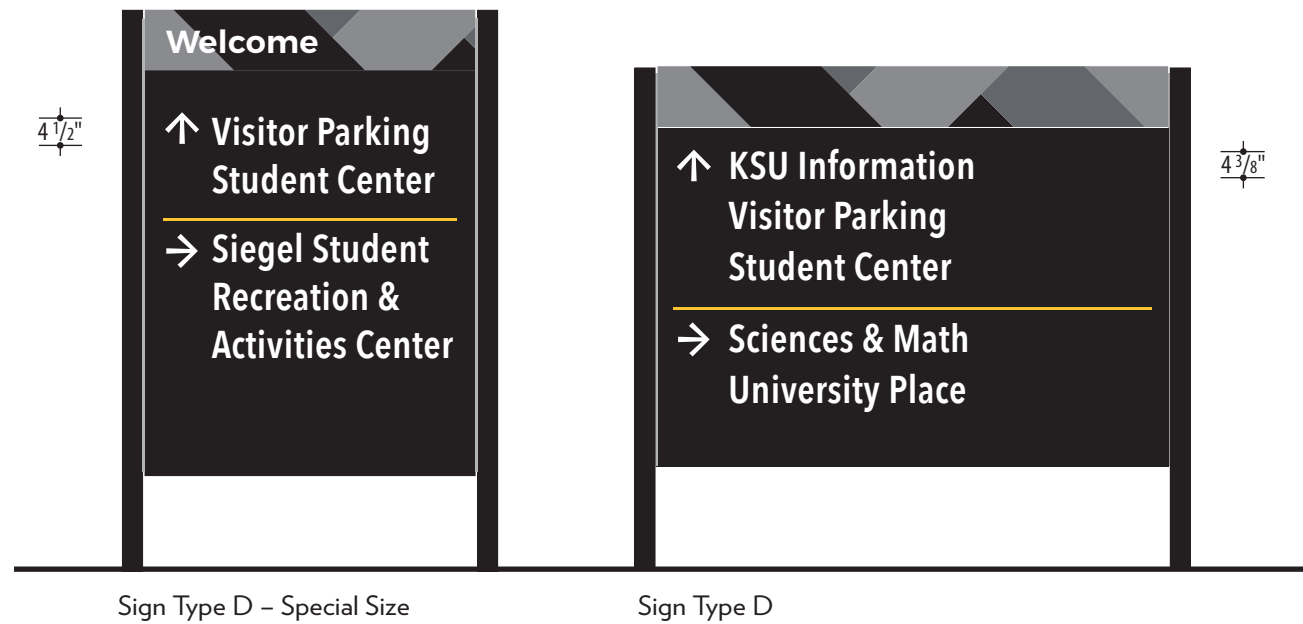 Welcome
4 1/2"
↑ Visitor Parking
Student Center
→ Siegel Student
Recreation &
Activities Center
↑ KSU Information
Visitor Parking
Student Center
→ Sciences & Math
University Place
4 3/8"
Sign Type D – Special Size
Sign Type D